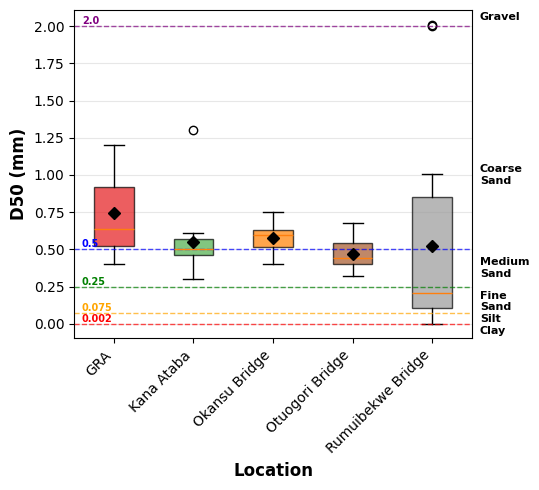 D50 (mm)
2.00
1.75
1.50
1.25
1.00
0.75
0.50
0.25
0.00
2.0
0.5
0.25
0.075
0.002
Gravel
Coarse
Sand
Medium
Sand
Fine
Sand
Silt
Clay
GRA
Kana Ataba
Okansu Bridge
Otuogori Bridge
Rumuibekwe Bridge
Location